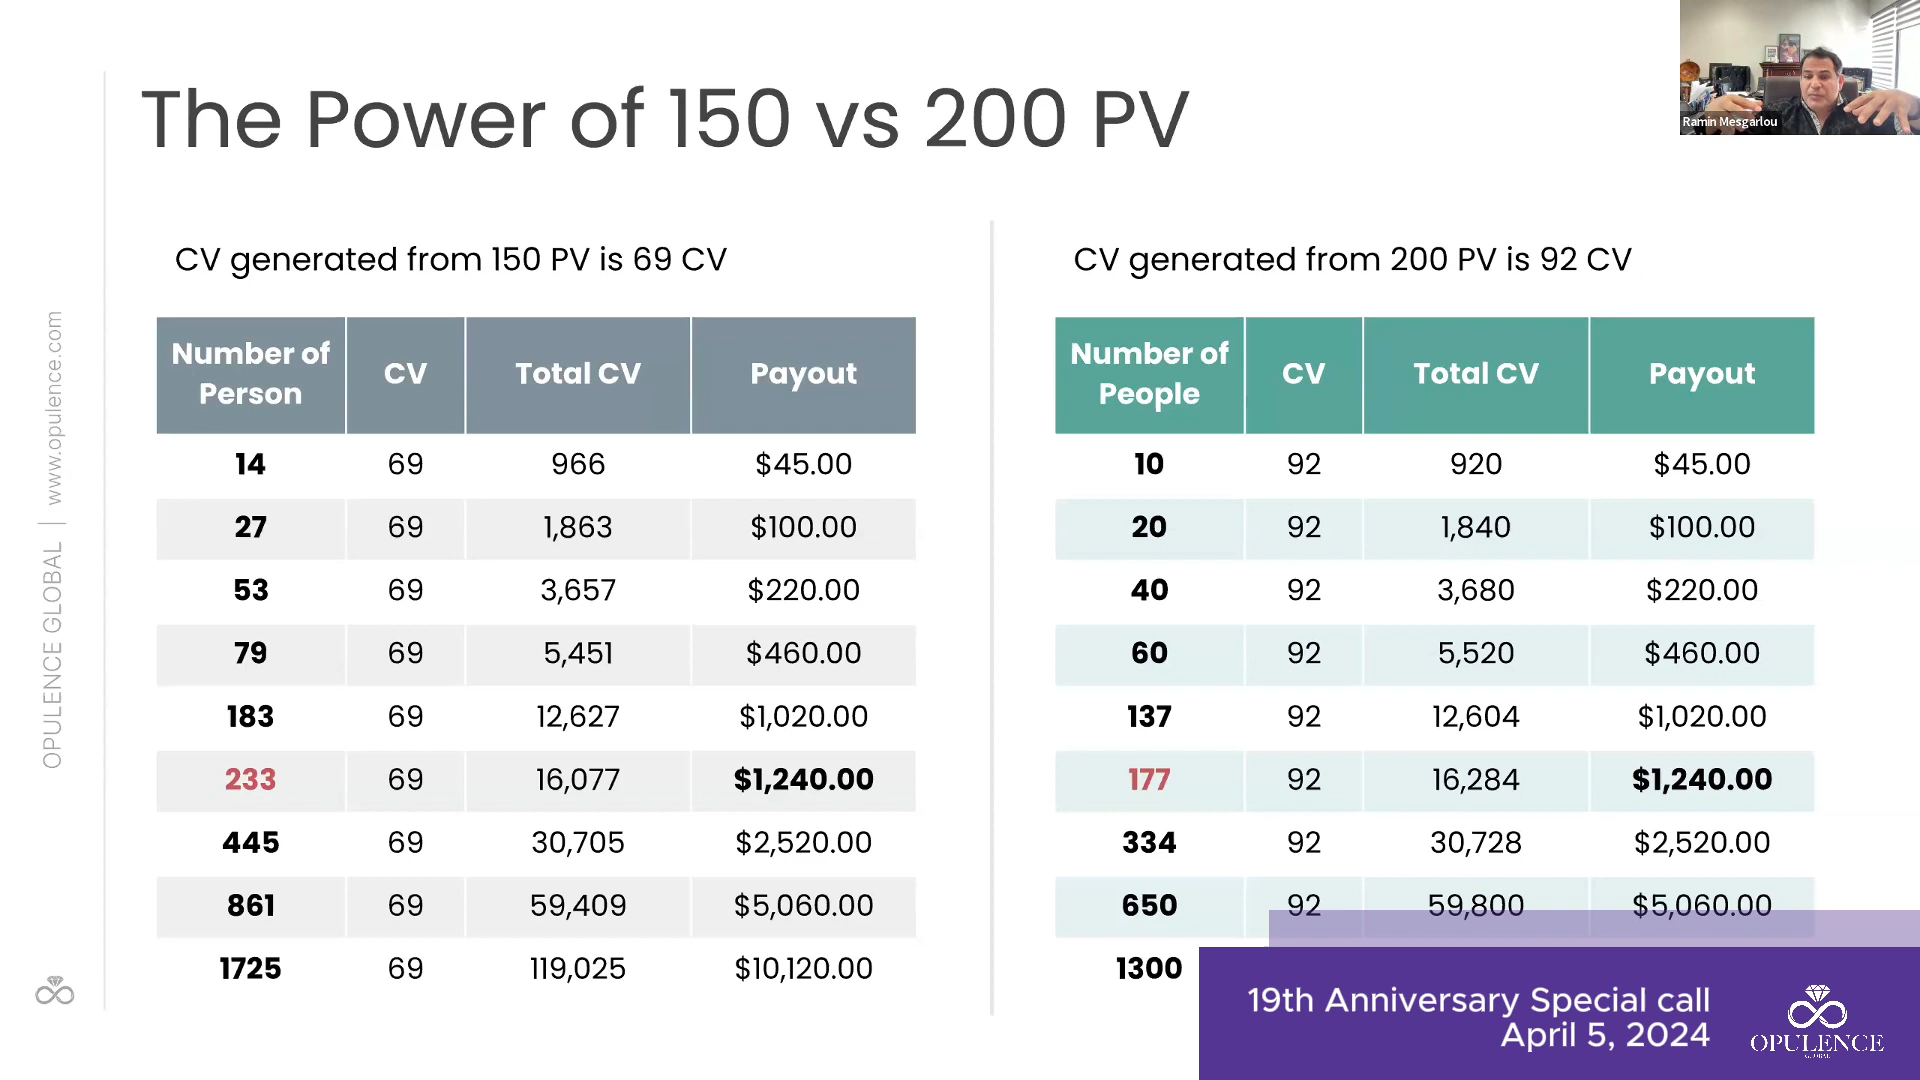 The Power of 150 vs 200 PV
Ramin Mesgarlou
OPULENCE GLOBAL | www.opulence.com
CV generated from 150 PV is 69 CV
Number of Person CV Total CV Payout
14 69 966 $45.00
27 69 1,863 $100.00
53 69 3,657 $220.00
79 69 5,451 $460.00
183 69 12,627 $1,020.00
233 69 16,077 $1,240.00
445 69 30,705 $2,520.00
861 69 59,409 $5,060.00
1725 69 119,025 $10,120.00
CV generated from 200 PV is 92 CV
Number of People CV Total CV Payout
10 92 920 $45.00
20 92 1,840 $100.00
40 92 3,680 $220.00
60 92 5,520 $460.00
137 92 12,604 $1,020.00
177 92 16,284 $1,240.00
334 92 30,728 $2,520.00
650 92 59,800 $5,060.00
1300
19th Anniversary Special call
April 5, 2024
OPULENCE
GLOBAL